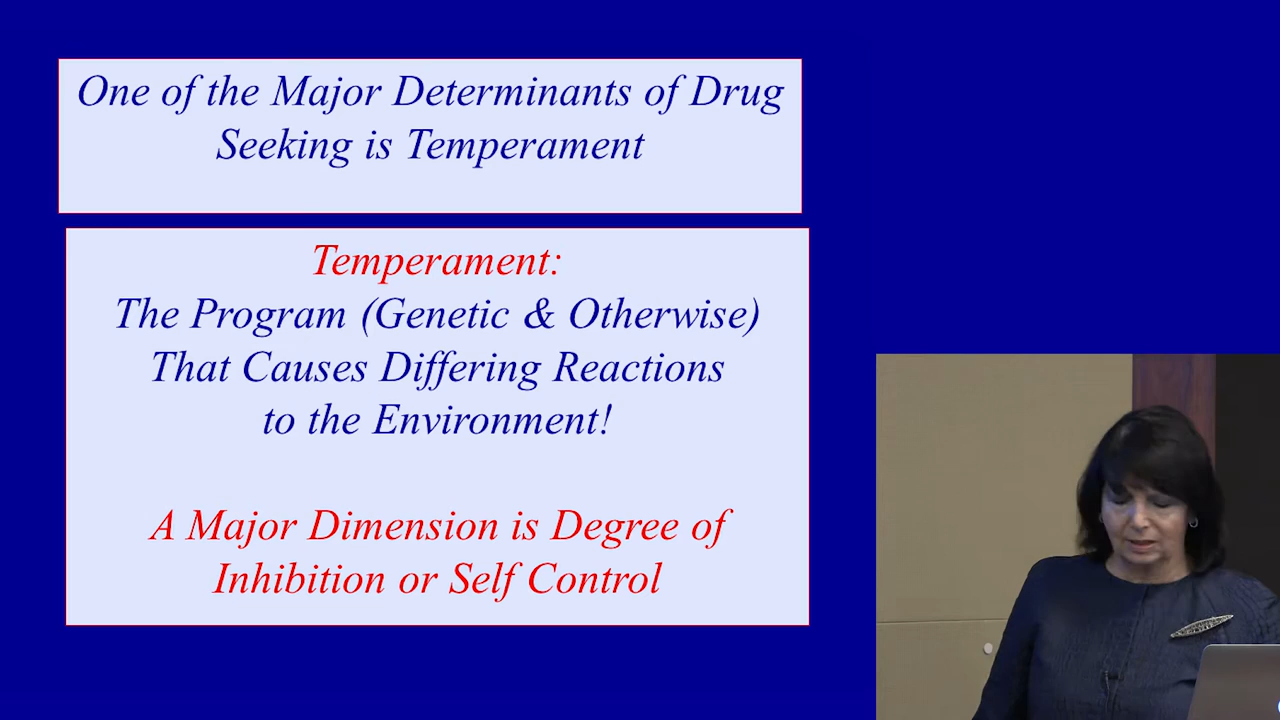 One of the Major Determinants of Drug
Seeking is Temperament
Temperament:
The Program (Genetic & Otherwise)
That Causes Differing Reactions
to the Environment!
A Major Dimension is Degree of
Inhibition or Self Control